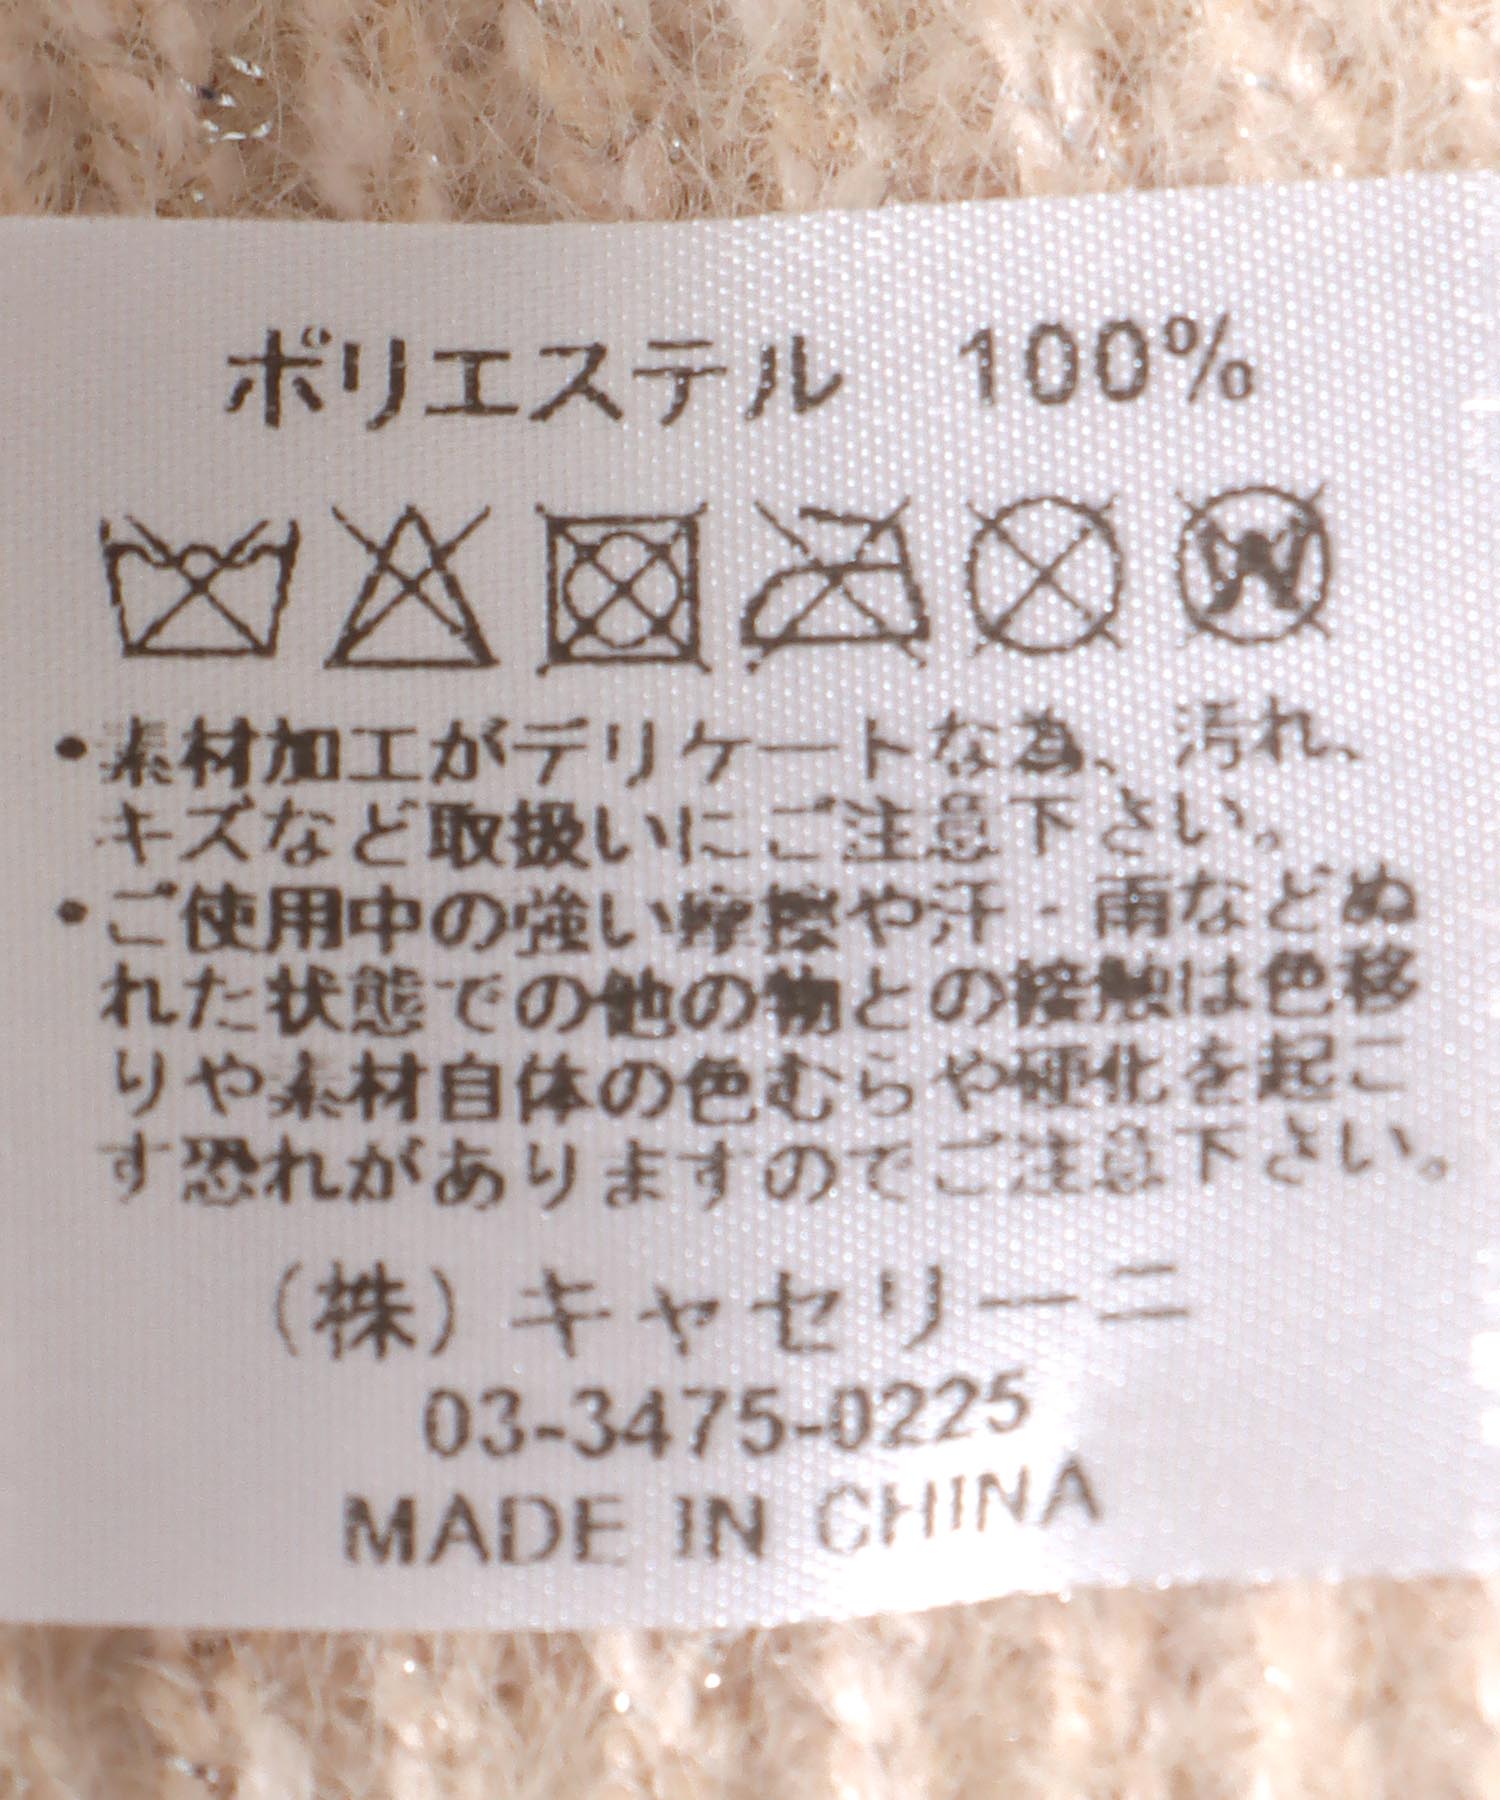 ポリエステル 100%
・素材加工がデリケートな為、汚れ、
キズなど取扱いにご注意下さい。
・ご使用中の強い摩擦や汗・雨などぬ
れた状態での他の物との接触は色移
りや素材自体の色むらや硬化を起こ
す恐れがありますのでご注意下さい。
(株)キャセリーニ
03-3475-0225
MADE IN CHINA